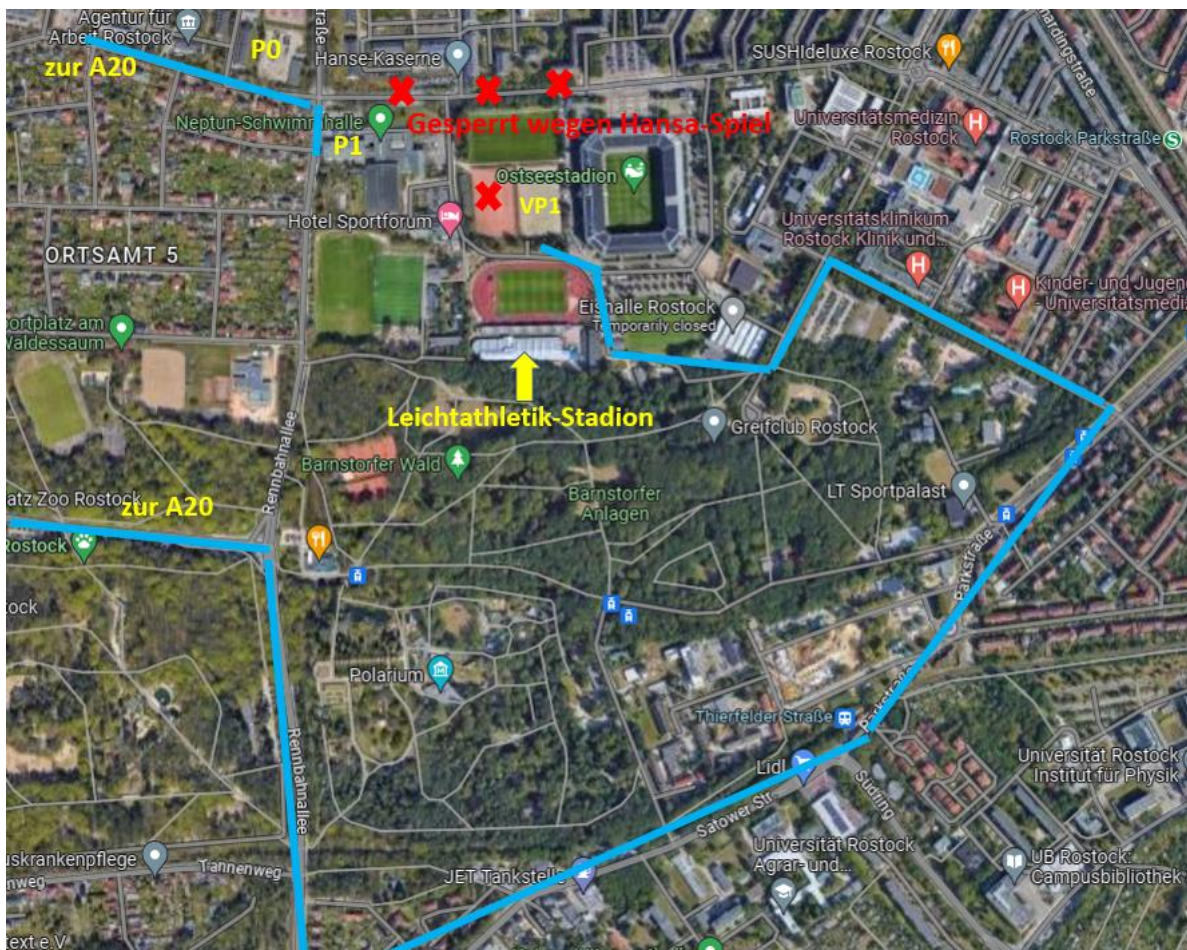 Agentur für
Arbeit Rostock
zur A20
P0
Hanse-Kaserne
SUSHIdeluxe Rostock
Neptun-Schwimmhalle
Gesperrt wegen Hansa-Spiel
P1
Universitätsmedizin
Rostock
Rostock Parkstraße
Ostseestadion
VP1
Hotel Sportforum
Universitätsklinikum
Rostock Klinik und...
ORTSAMT 5
Eishalle Rostock
Temporarily closed
Kinder- und Jugend
- Universitätsmediz
portplatz am
Waldessaum
Leichtathletik-Stadion
Greifclub Rostock
Rennbahnallee
Barnstorfer Wald
Barnstorfer
Anlagen
LT Sportpalast
atz Zoo Rostock
zur A20
Rostock
Parkstraße
tock
Polarium
Parkstraße
Thierfelder Straße
Rennbahnallee
Lidl
Südring
Satower Str.
Universität Rostock
Institut für Physik
Universität Rostock
Agrar- und...
uskrankenpflege
Tannenweg
nweg
JET Tankstelle
UB Rostock:
Campusbibliothek
text e.V